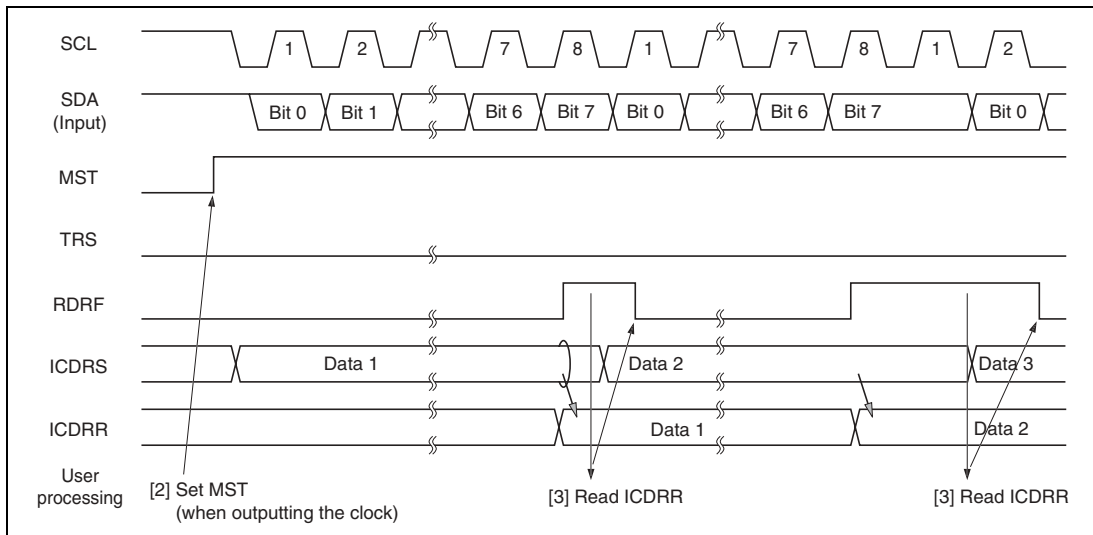 SCL 1 2 7 8 1 7 8 1 2
SDA
(Input)
Bit 0 Bit 1 Bit 6 Bit 7 Bit 0 Bit 6 Bit 7 Bit 0
MST
TRS
RDRF
ICDRS Data 1 Data 2 Data 3
ICDRR Data 1 Data 2
User
processing
[2] Set MST
(when outputting the clock)
[3] Read ICDRR
[3] Read ICDRR